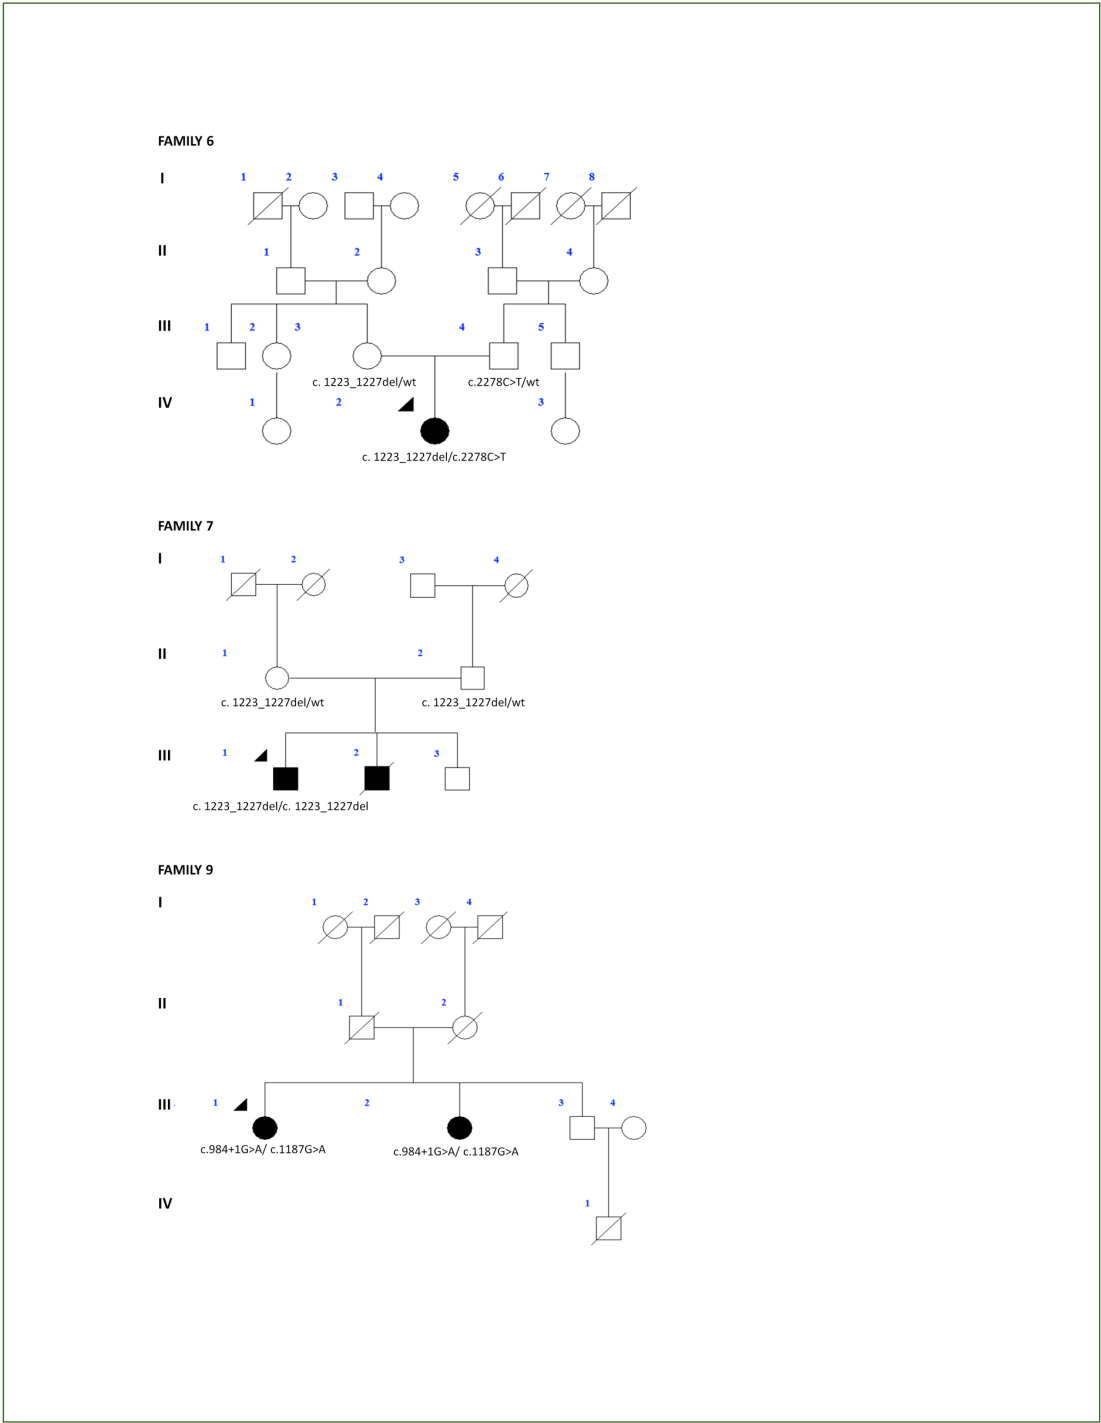 FAMILY 6
I 1 2 3 4 5 6 7 8
II 1 2 3 4
III 1 2 3 4 5
c. 1223_1227del/wt c.2278C>T/wt
IV 1 2 3
c. 1223_1227del/c.2278C>T
FAMILY 7
I 1 2 3 4
II 1 2
c. 1223_1227del/wt c. 1223_1227del/wt
III 1 2 3
c. 1223_1227del/c. 1223_1227del
FAMILY 9
I 1 2 3 4
II 1 2
III 1 2 3 4
c.984+1G>A/ c.1187G>A c.984+1G>A/ c.1187G>A
IV 1